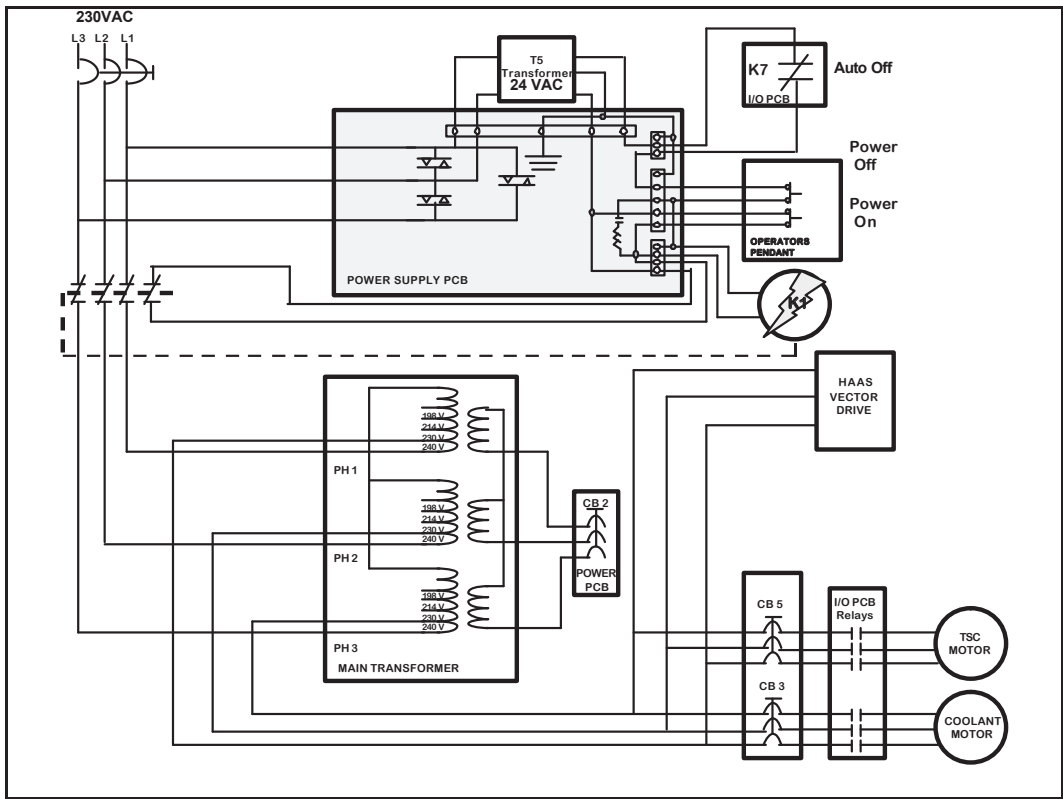 230VAC
L3 L2 L1
T5
Transformer
24 VAC
K7
I/O PCB
Auto Off
Power
Off
Power
On
OPERATORS
PENDANT
POWER SUPPLY PCB
K1
HAAS
VECTOR
DRIVE
198 V
214 V
230 V
240 V
PH 1
198 V
214 V
230 V
240 V
PH 2
198 V
214 V
230 V
240 V
PH 3
MAIN TRANSFORMER
CB 2
POWER
PCB
CB 5
I/O PCB
Relays
TSC
MOTOR
CB 3
COOLANT
MOTOR